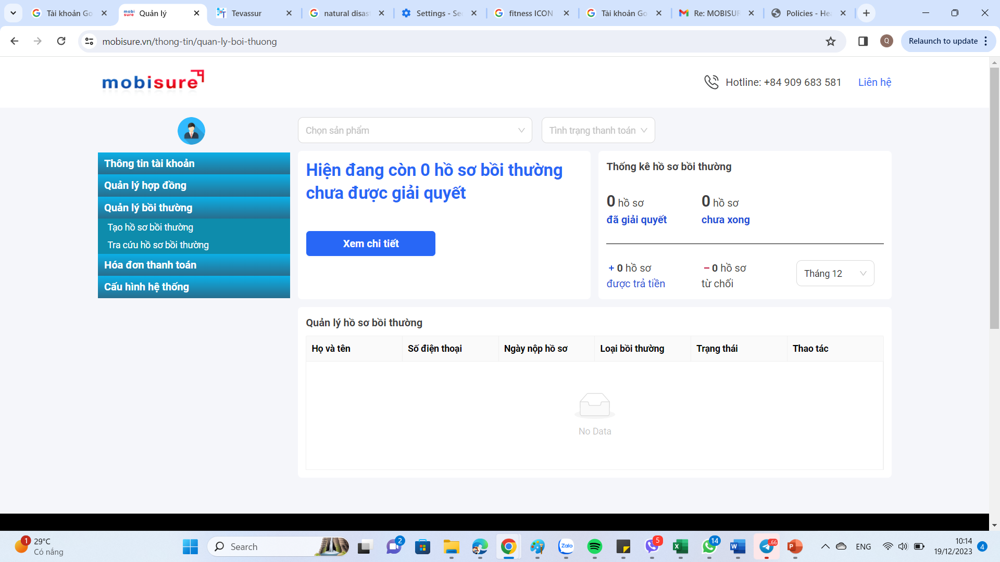 Tài khoản Go
Quản lý
Tevassur
natural disas
Settings - Se
fitness ICON
Tài khoản Go
Re: MOBISUR
Policies - He
mobisure.vn/thong-tin/quan-ly-boi-thuong
Q
Relaunch to update
mobisure
Hotline: +84 909 683 581
Liên hệ
Chọn sản phẩm
Tình trạng thanh toán
Thông tin tài khoản
Quản lý hợp đồng
Quản lý bồi thường
Tạo hồ sơ bồi thường
Tra cứu hồ sơ bồi thường
Hóa đơn thanh toán
Cấu hình hệ thống
Hiện đang còn 0 hồ sơ bồi thường
chưa được giải quyết
Xem chi tiết
Thống kê hồ sơ bồi thường
0 hồ sơ
đã giải quyết
0 hồ sơ
chưa xong
+ 0 hồ sơ
được trả tiền
− 0 hồ sơ
từ chối
Tháng 12
Quản lý hồ sơ bồi thường
Họ và tên
Số điện thoại
Ngày nộp hồ sơ
Loại bồi thường
Trạng thái
Thao tác
No Data
1
29°C
Có nắng
Search
2
Zalo
5
14
..66
ENG
10:14
19/12/2023
4